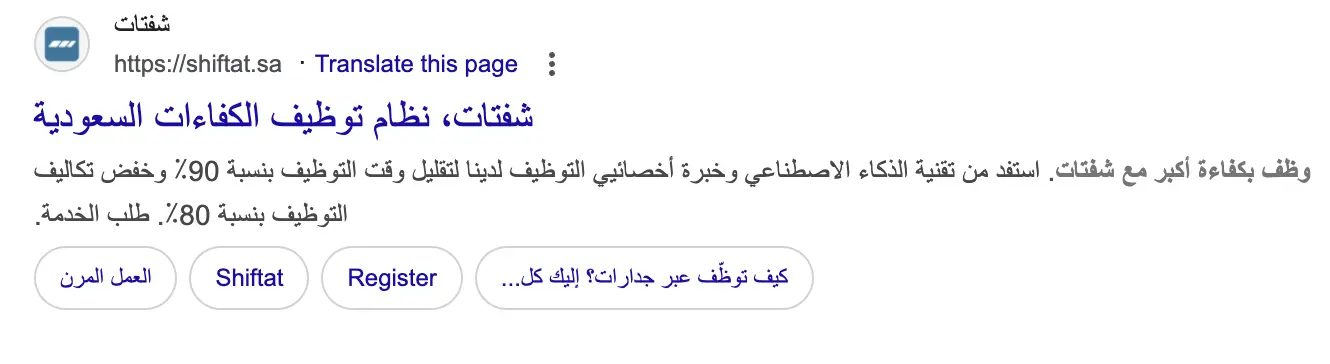 شفتات
https://shiftat.sa · Translate this page
شفتات، نظام توظيف الكفاءات السعودية
وظف بكفاءة أكبر مع شفتات. استفد من تقنية الذكاء الاصطناعي وخبرة أخصائيي التوظيف لدينا لتقليل وقت التوظيف بنسبة 90٪ وخفض تكاليف
التوظيف بنسبة 80٪. طلب الخدمة.
العمل المرن Shiftat Register كيف توظّف عبر جدارات؟ إليك كل...